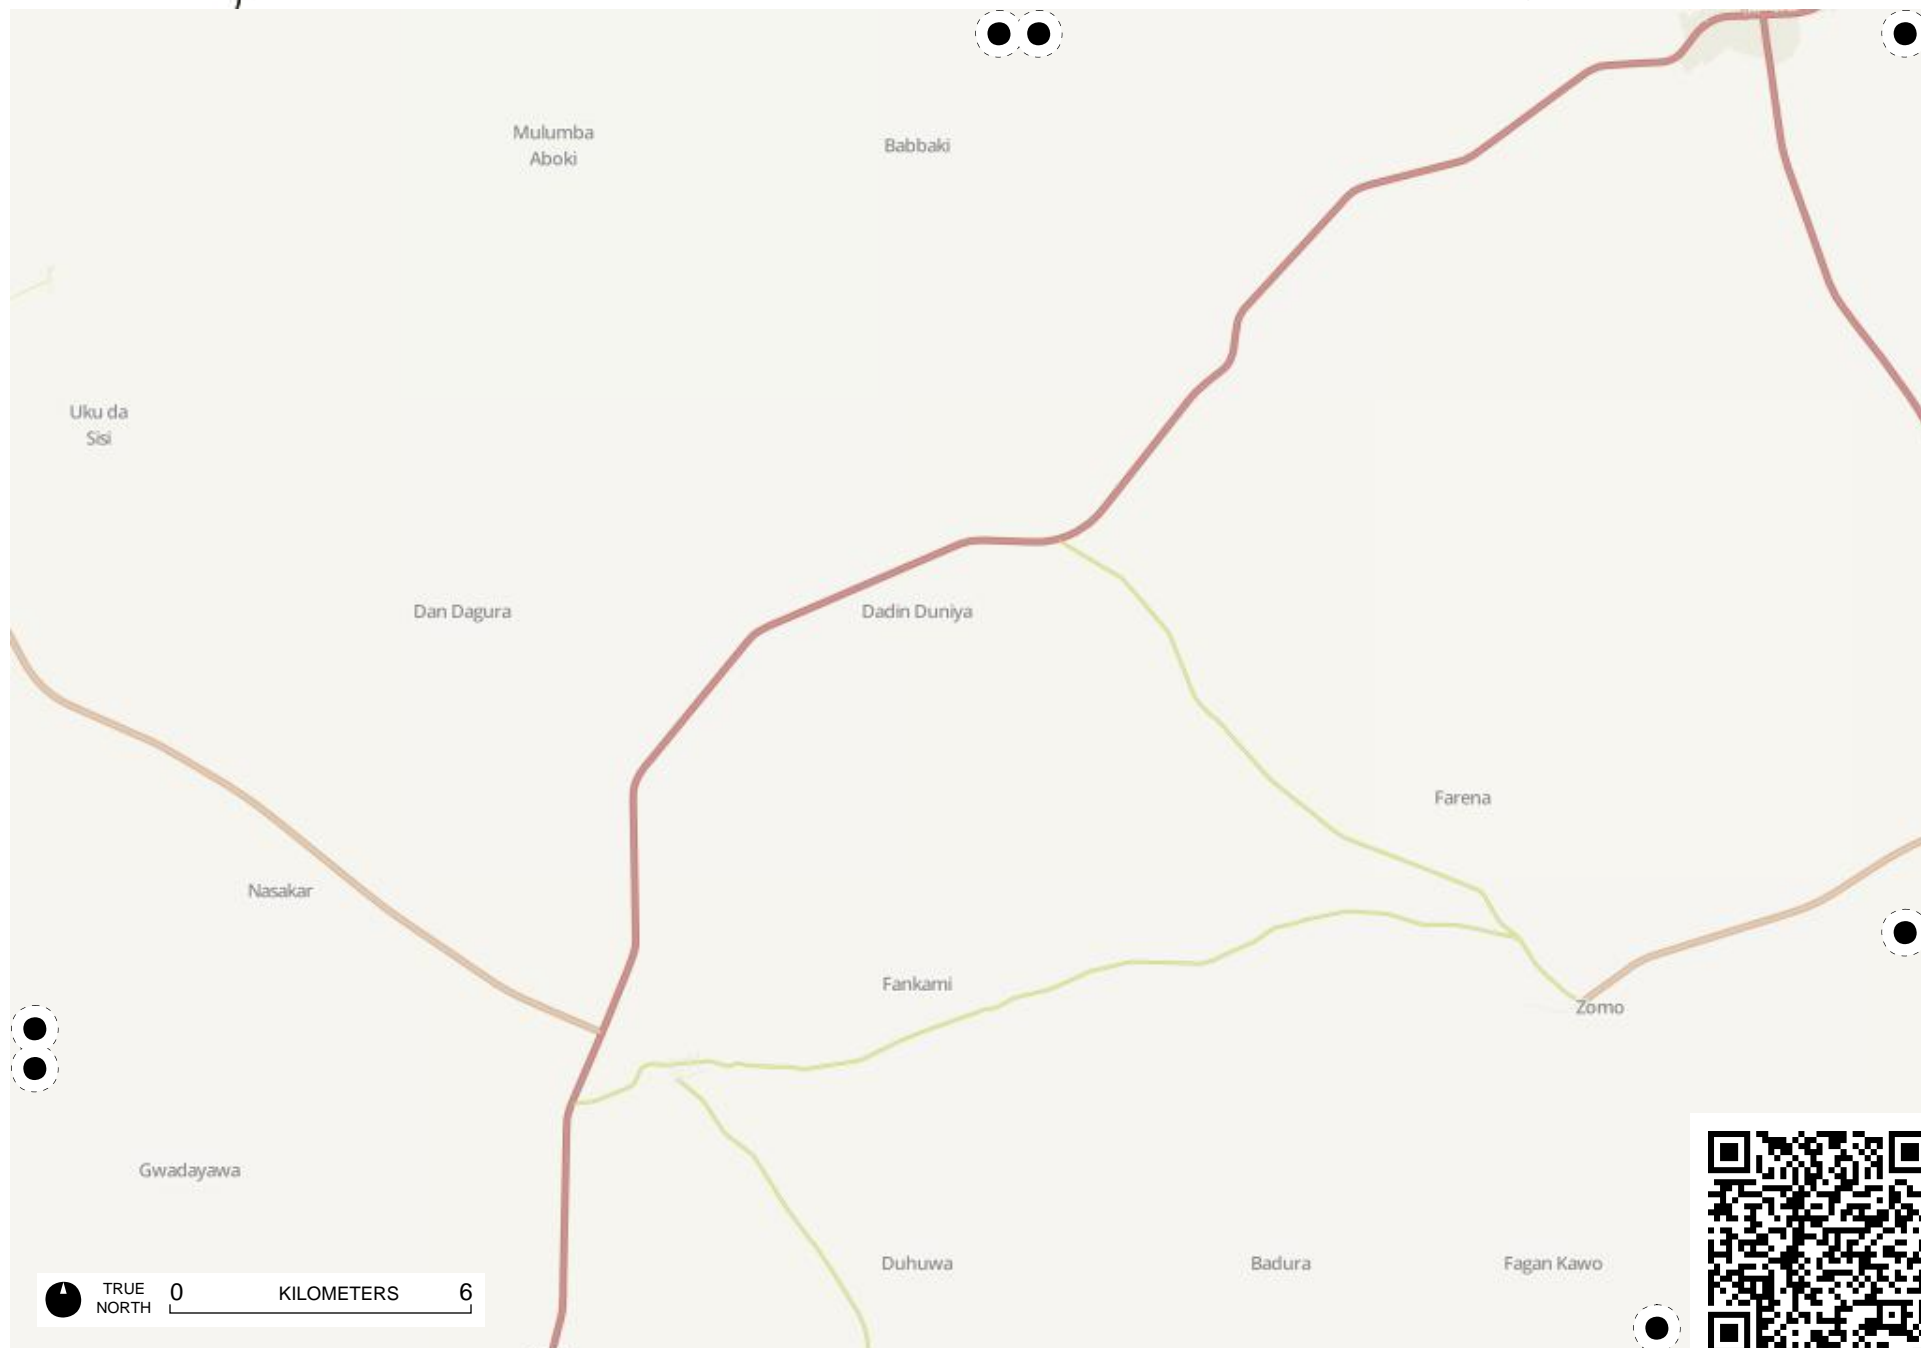 Mulumba
Aboki
Babbaki
Uku da
Sisi
Dan Dagura
Dadin Duniya
Farena
Nasakar
Fankami
Zomo
Gwadayawa
Duhuwa
Badura
Fagan Kawo
TRUE
NORTH
0 KILOMETERS 6